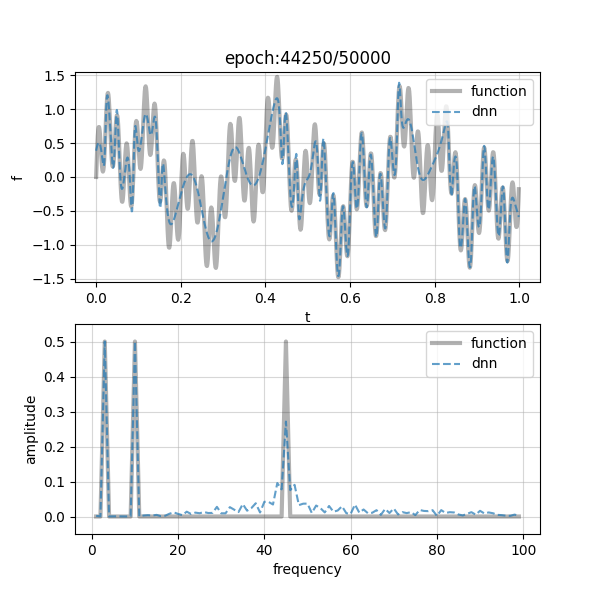 epoch:44250/50000
1.5
1.0
0.5
0.0
−0.5
−1.0
−1.5
f
function
dnn
0.0 0.2 0.4 0.6 0.8 1.0
t
0.5
0.4
0.3
0.2
0.1
0.0
amplitude
function
dnn
0 20 40 60 80 100
frequency